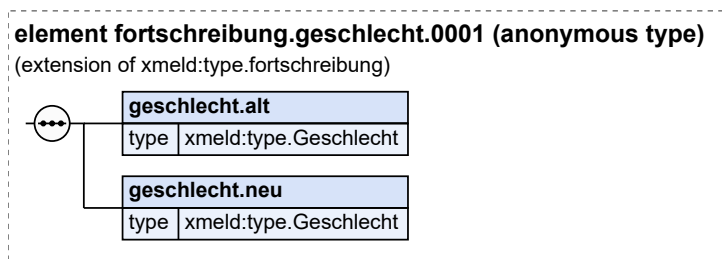 element fortschreibung.geschlecht.0001 (anonymous type)
(extension of xmeld:type.fortschreibung)
geschlecht.alt
type xmeld:type.Geschlecht
geschlecht.neu
type xmeld:type.Geschlecht